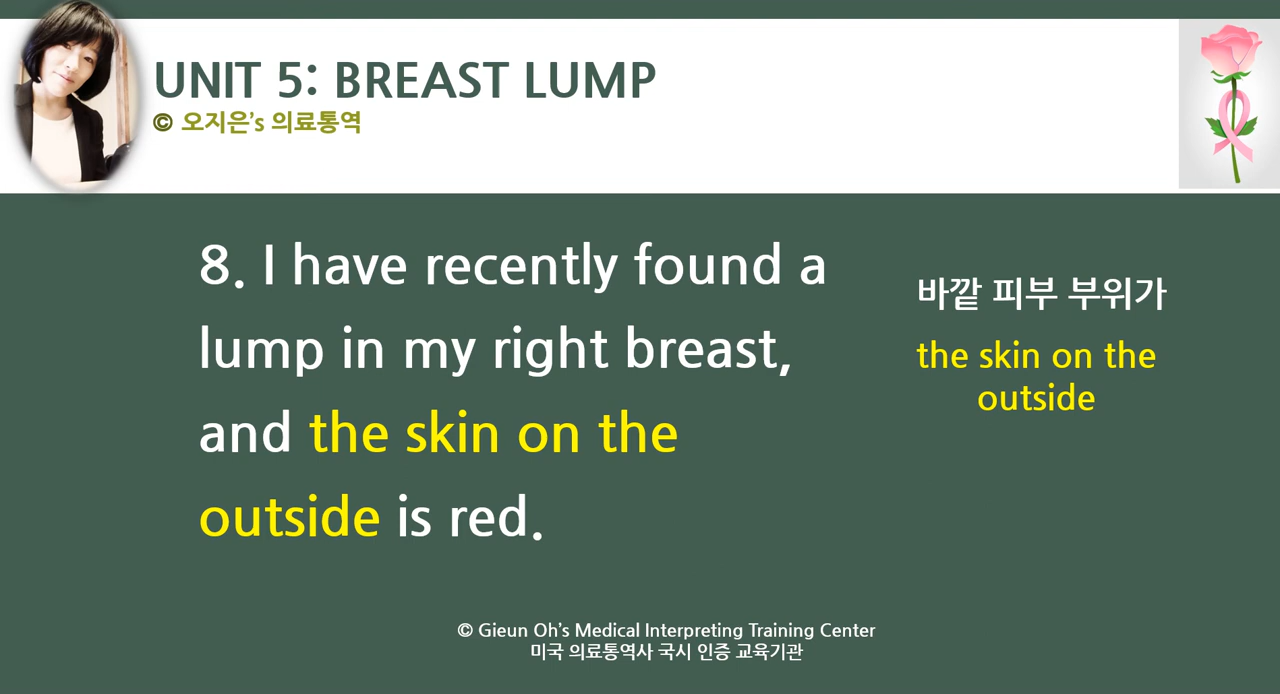 UNIT 5: BREAST LUMP
© 오지은's 의료통역
8. I have recently found a
lump in my right breast,
and the skin on the
outside is red.
바깥 피부 부위가
the skin on the
outside
© Gieun Oh's Medical Interpreting Training Center
미국 의료통역사 국시 인증 교육기관